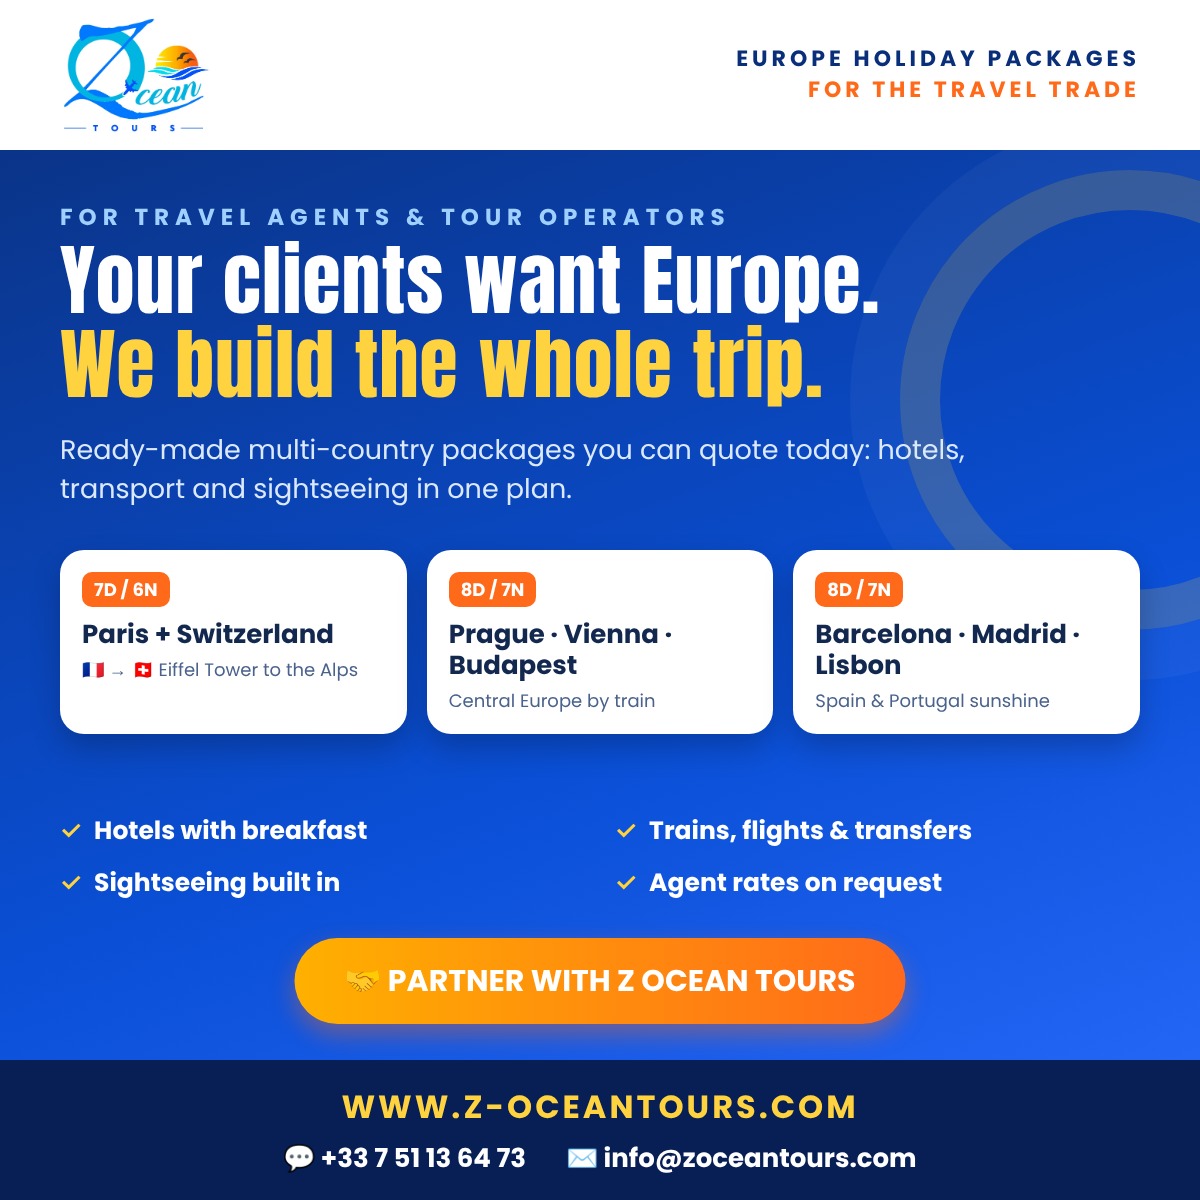 Z Ocean
TOURS
EUROPE HOLIDAY PACKAGES
FOR THE TRAVEL TRADE
FOR TRAVEL AGENTS & TOUR OPERATORS
Your clients want Europe.
We build the whole trip.
Ready-made multi-country packages you can quote today: hotels,
transport and sightseeing in one plan.
7D / 6N
Paris + Switzerland
🇫🇷 → 🇨🇭 Eiffel Tower to the Alps
8D / 7N
Prague · Vienna ·
Budapest
Central Europe by train
8D / 7N
Barcelona · Madrid ·
Lisbon
Spain & Portugal sunshine
✓ Hotels with breakfast
✓ Trains, flights & transfers
✓ Sightseeing built in
✓ Agent rates on request
🤝 PARTNER WITH Z OCEAN TOURS
WWW.Z-OCEANTOURS.COM
💬 +33 7 51 13 64 73
✉️ info@zoceantours.com